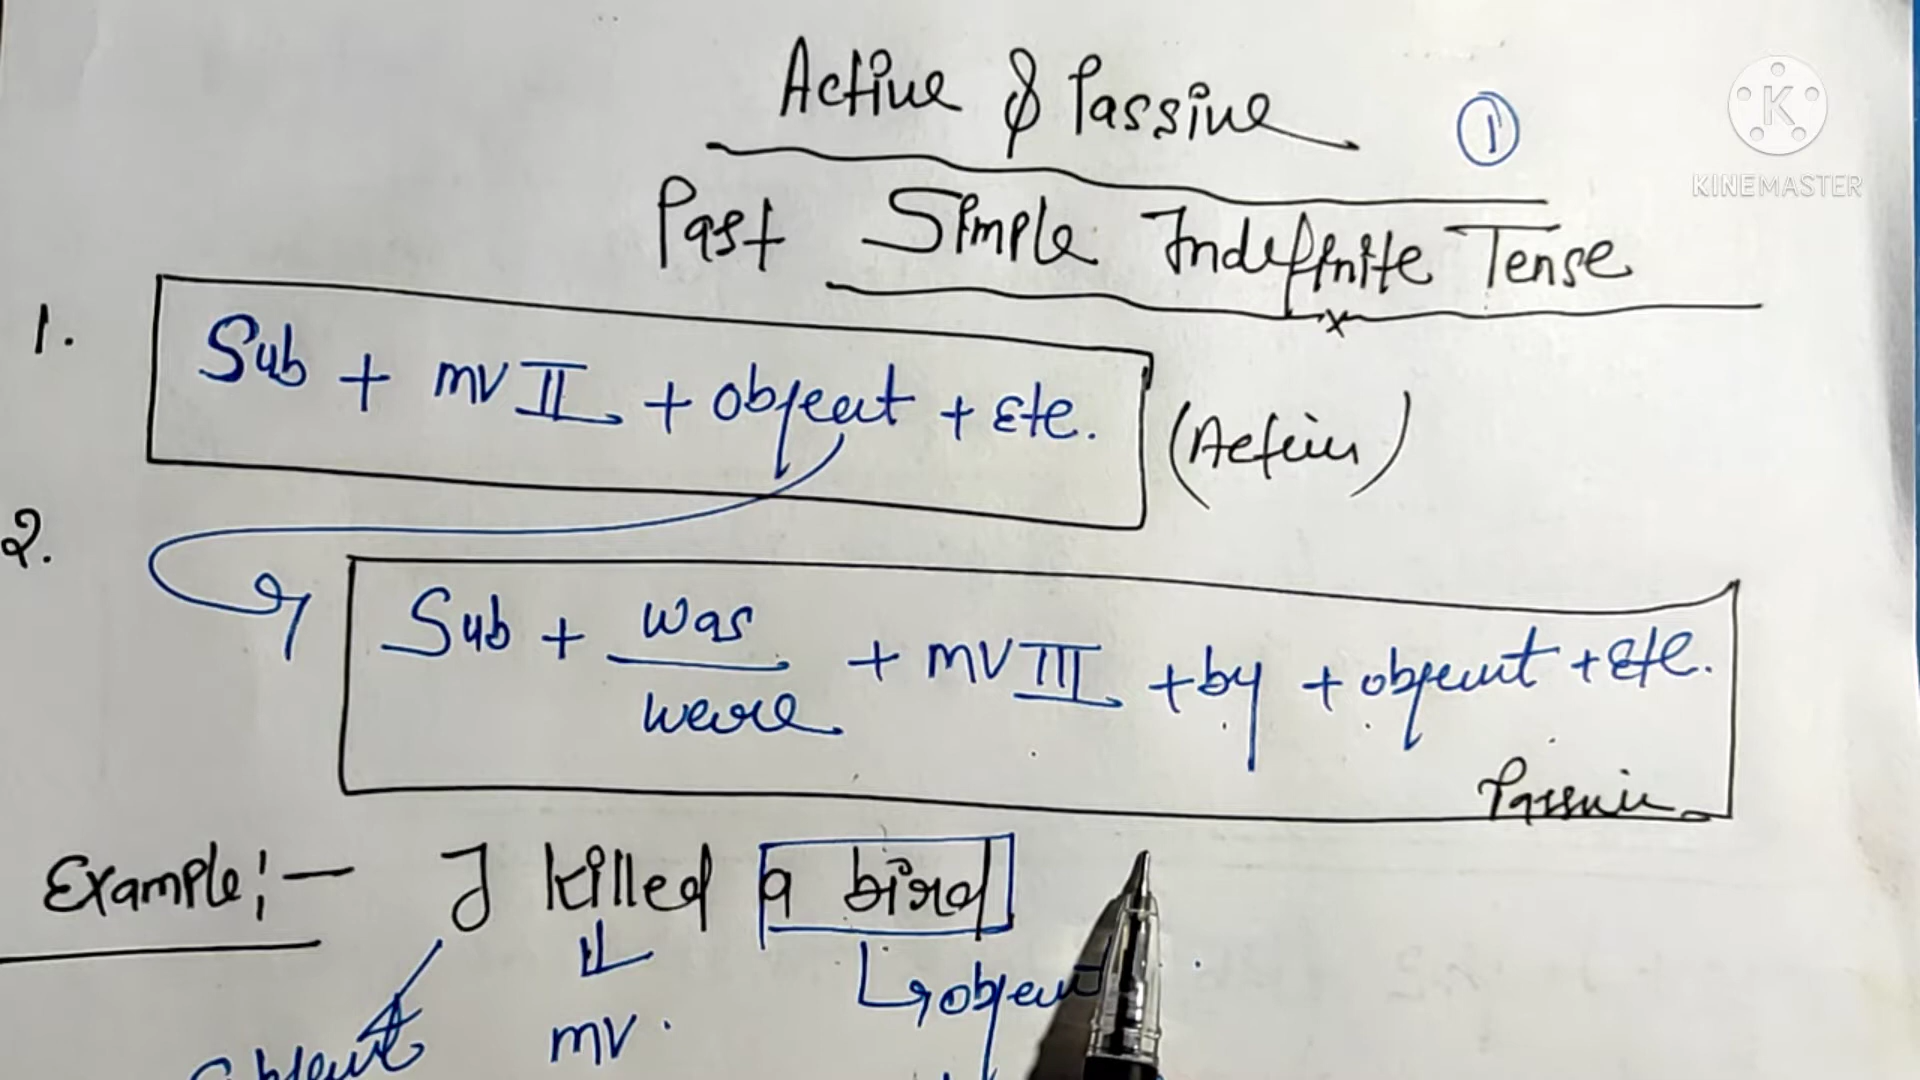 Active & Passive
1
K
KINEMASTER
Past Simple Indefinite Tense
1. Sub + mv II + object + Etc. (Active)
2. Sub + was + mv III + by + object + Etc.
were
Passive
Example:- I killed a bird
object
mv.